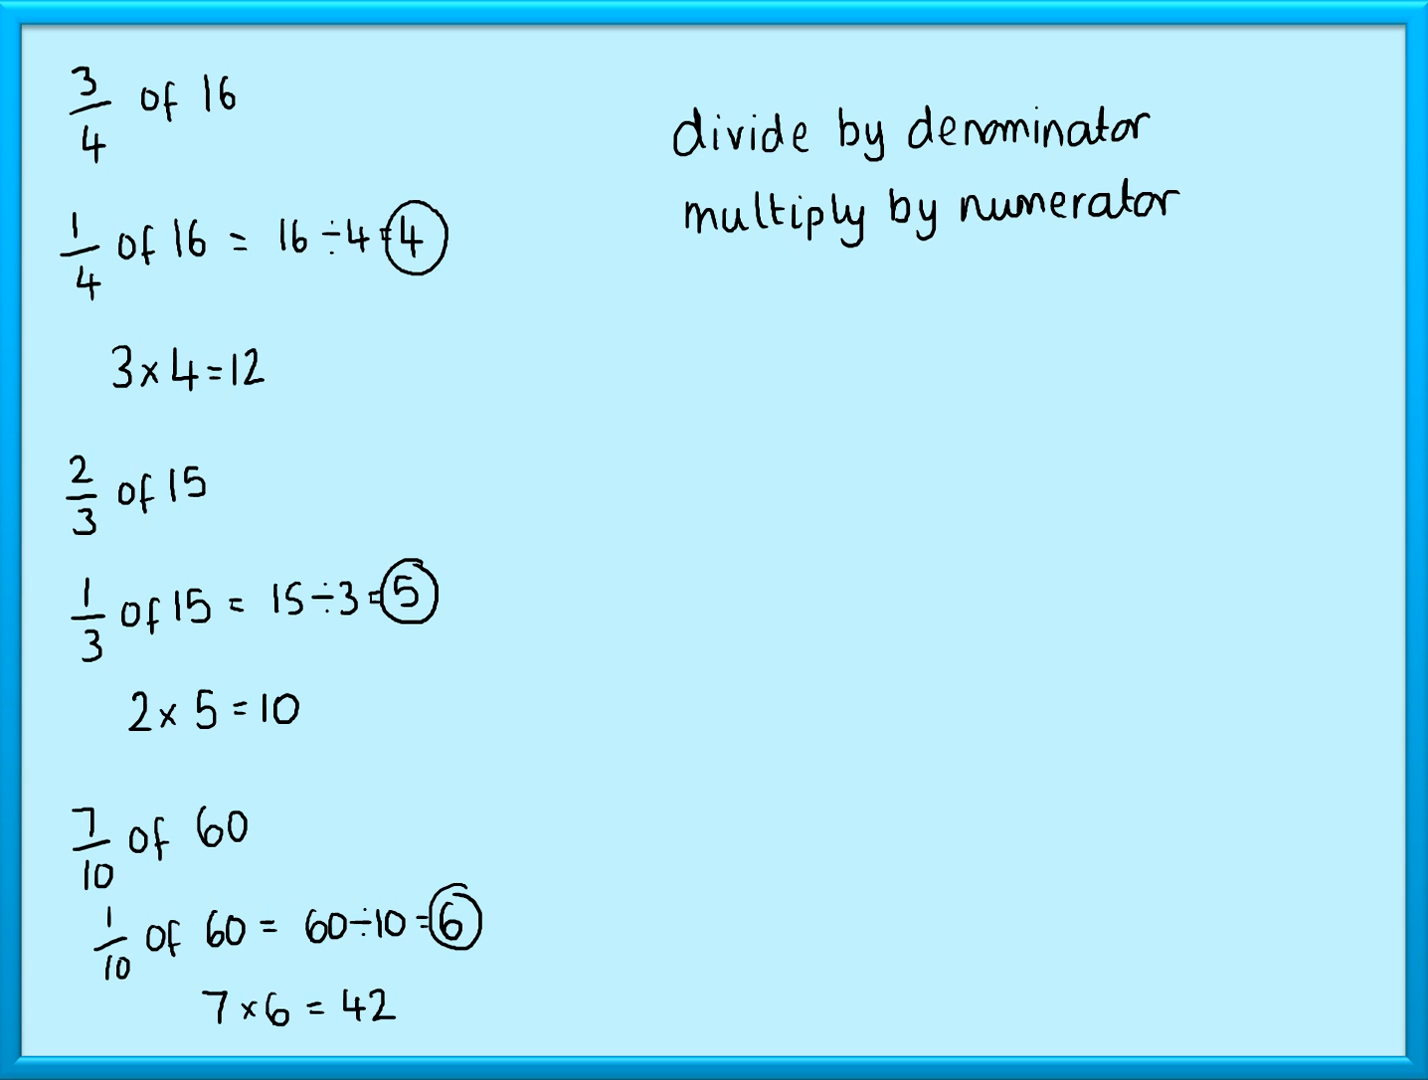 3/4 of 16
divide by denominator
multiply by numerator
1/4 of 16 = 16 ÷ 4 = 4
3 × 4 = 12
2/3 of 15
1/3 of 15 = 15 ÷ 3 = 5
2 × 5 = 10
7/10 of 60
1/10 of 60 = 60 ÷ 10 = 6
7 × 6 = 42